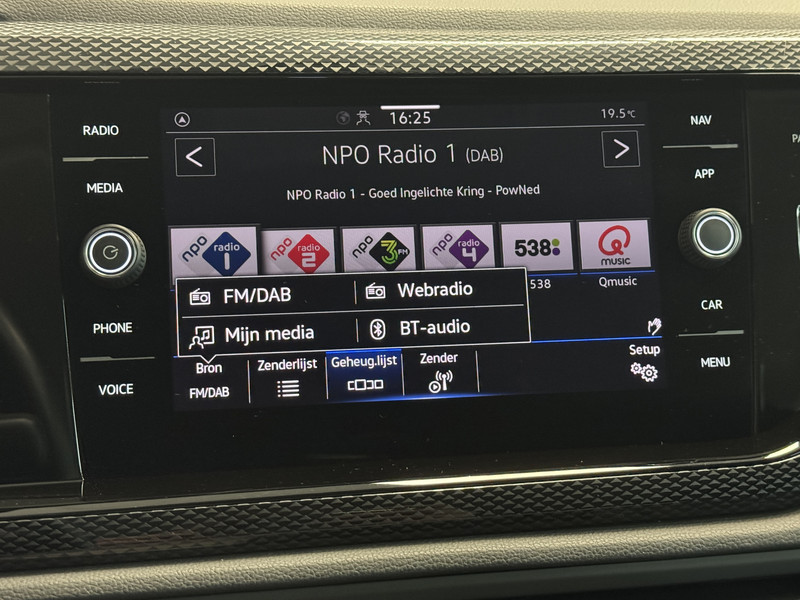 RADIO
MEDIA
PHONE
VOICE
16:25
19.5°C
NPO Radio 1 (DAB)
NPO Radio 1 - Goed Ingelichte Kring - PowNed
npo radio 1
npo radio 2
npo 3FM
npo radio 4
538
Q MUSIC
538
Qmusic
FM/DAB
Webradio
Mijn media
BT-audio
Bron
FM/DAB
Zenderlijst
Geheug.lijst
Zender
Setup
NAV
APP
CAR
MENU